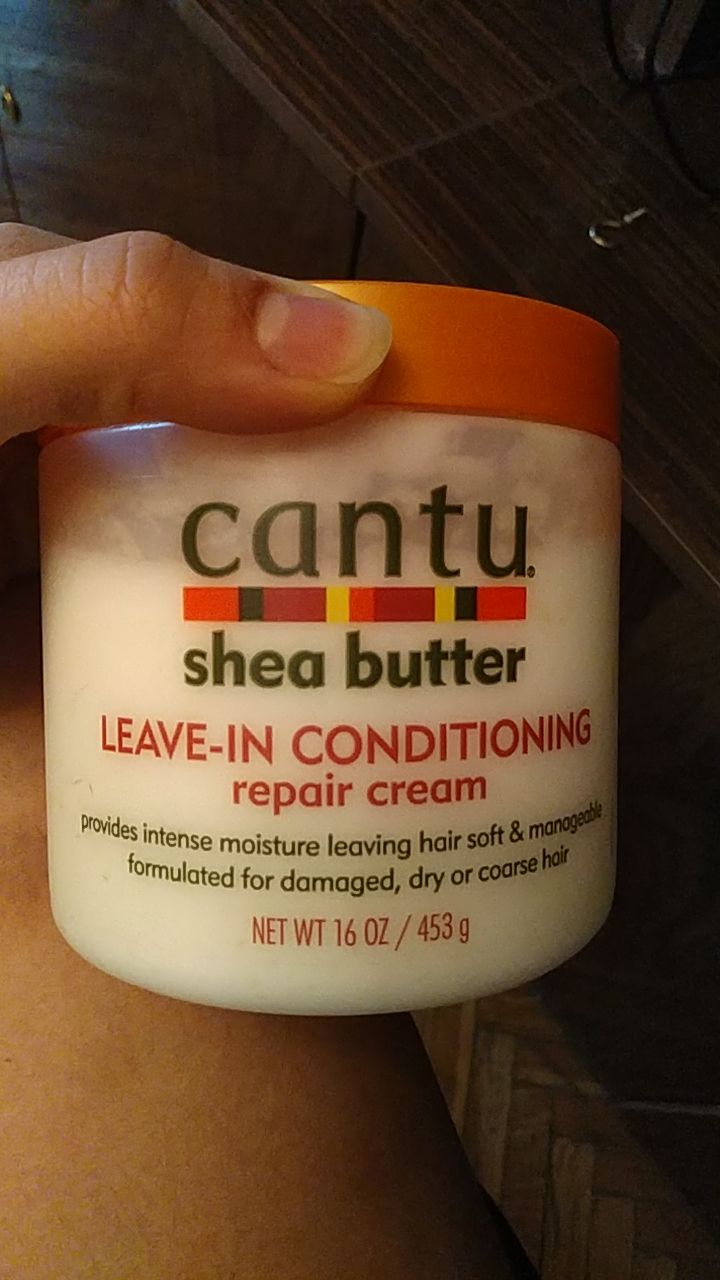 cantu®
shea butter
LEAVE-IN CONDITIONING
repair cream
provides intense moisture leaving hair soft & manageable
formulated for damaged, dry or coarse hair
NET WT 16 OZ / 453 g